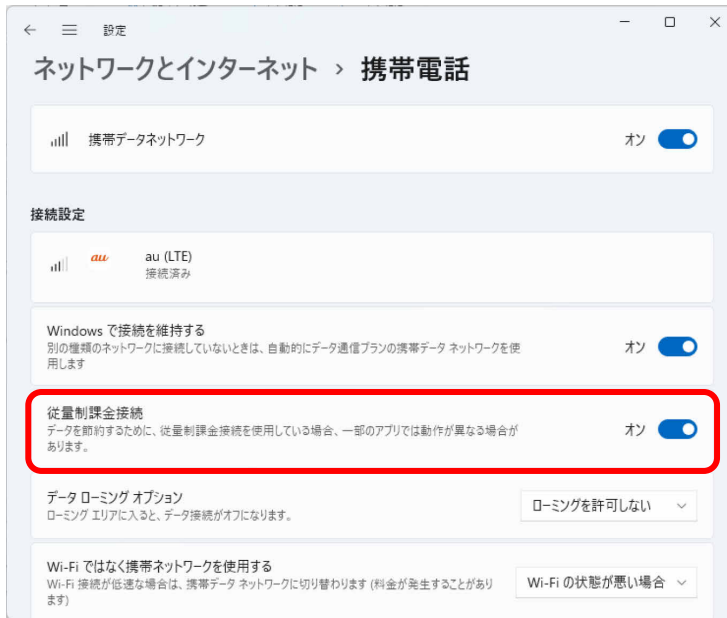 設定
ネットワークとインターネット › 携帯電話
携帯データネットワーク
オン
接続設定
au
au (LTE)
接続済み
Windows で接続を維持する
別の種類のネットワークに接続していないときは、自動的にデータ通信プランの携帯データ ネットワークを使
用します
オン
従量制課金接続
データを節約するために、従量制課金接続を使用している場合、一部のアプリでは動作が異なる場合が
あります。
オン
データ ローミング オプション
ローミング エリアに入ると、データ接続がオフになります。
ローミングを許可しない
Wi-Fi ではなく携帯ネットワークを使用する
Wi-Fi 接続が低速な場合は、携帯データ ネットワークに切り替わります (料金が発生することがあり
ます)
Wi-Fi の状態が悪い場合